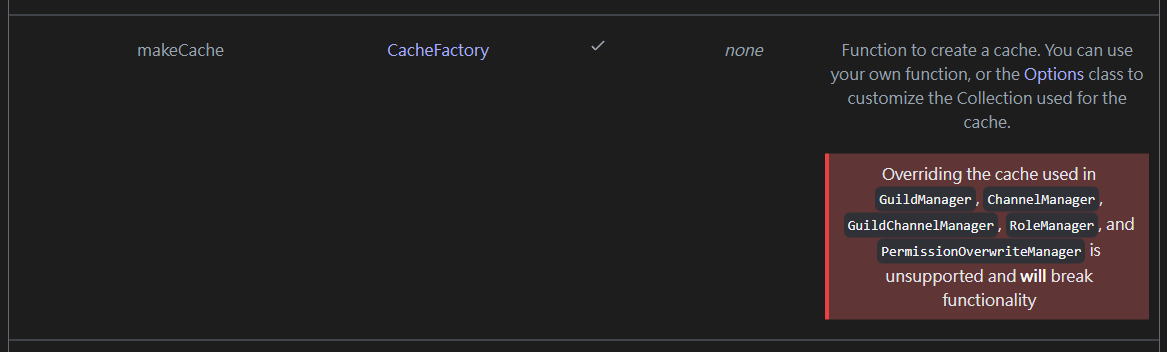 makeCache CacheFactory ✓ none Function to create a cache. You can use
your own function, or the Options class to
customize the Collection used for the
cache.
Overriding the cache used in
GuildManager, ChannelManager,
GuildChannelManager, RoleManager, and
PermissionOverwriteManager is
unsupported and will break
functionality